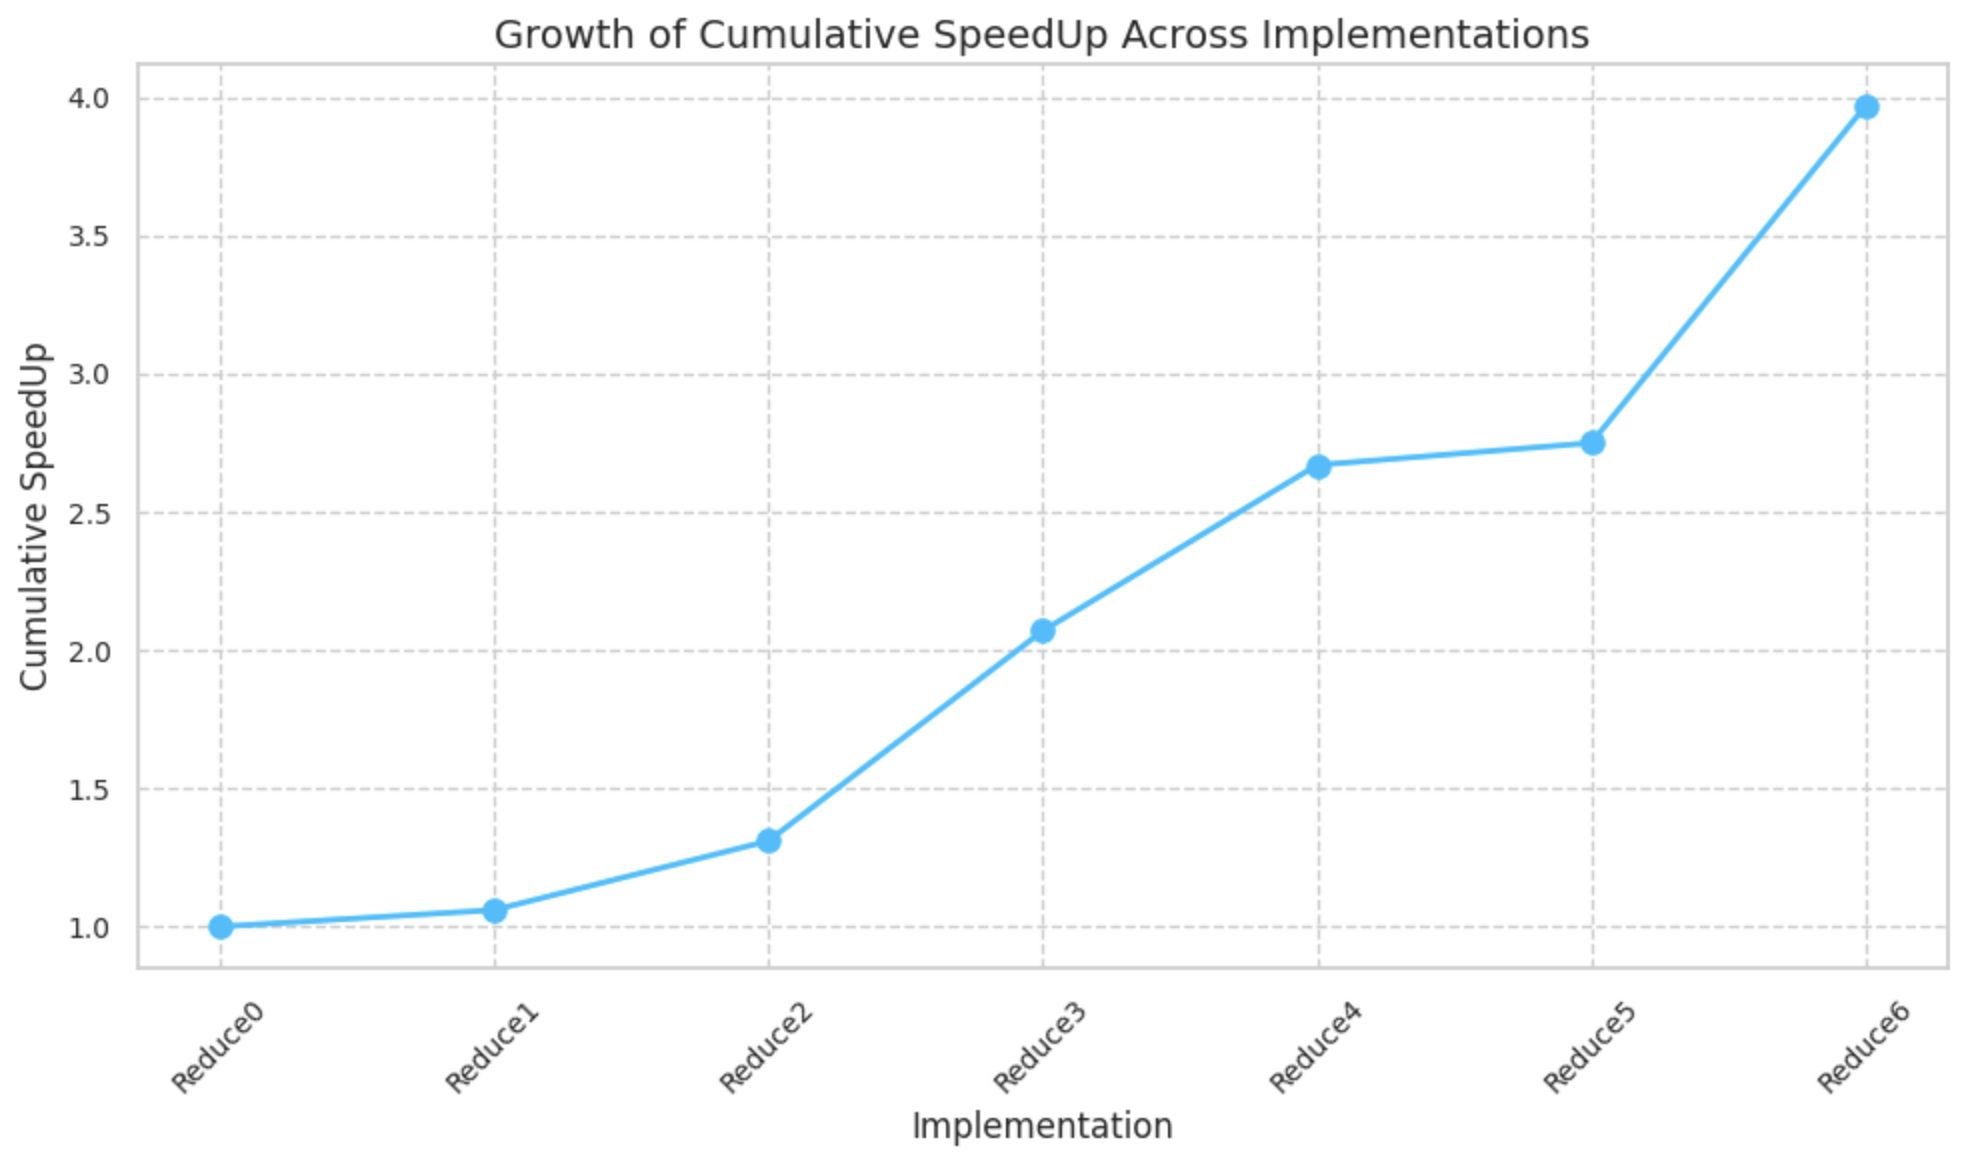 Growth of Cumulative SpeedUp Across Implementations
Cumulative SpeedUp
4.0
3.5
3.0
2.5
2.0
1.5
1.0
Reduce0
Reduce1
Reduce2
Reduce3
Reduce4
Reduce5
Reduce6
Implementation